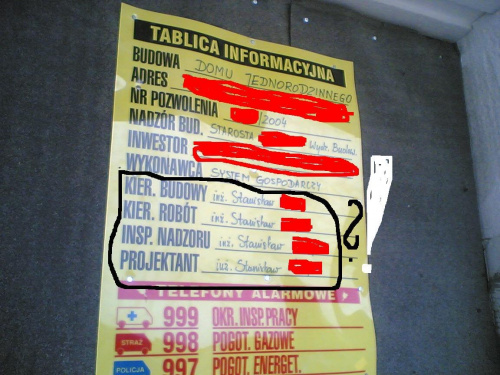 TABLICA INFORMACYJNA
BUDOWA DOMU JEDNORODZINNEGO
ADRES
NR POZWOLENIA /2004
NADZÓR BUD. STAROSTA Wydz. Budow.
INWESTOR
WYKONAWCA SYSTEM GOSPODARCZY
KIER. BUDOWY inż. Stanisław
KIER. ROBÓT inż. Stanisław
INSP. NADZORU inż. Stanisław
PROJEKTANT inż. Stanisław
?!
TELEFONY ALARMOWE
999 OKR. INSP. PRACY
STRAŻ 998 POGOT. GAZOWE
POLICJA 997 POGOT. ENERGET.